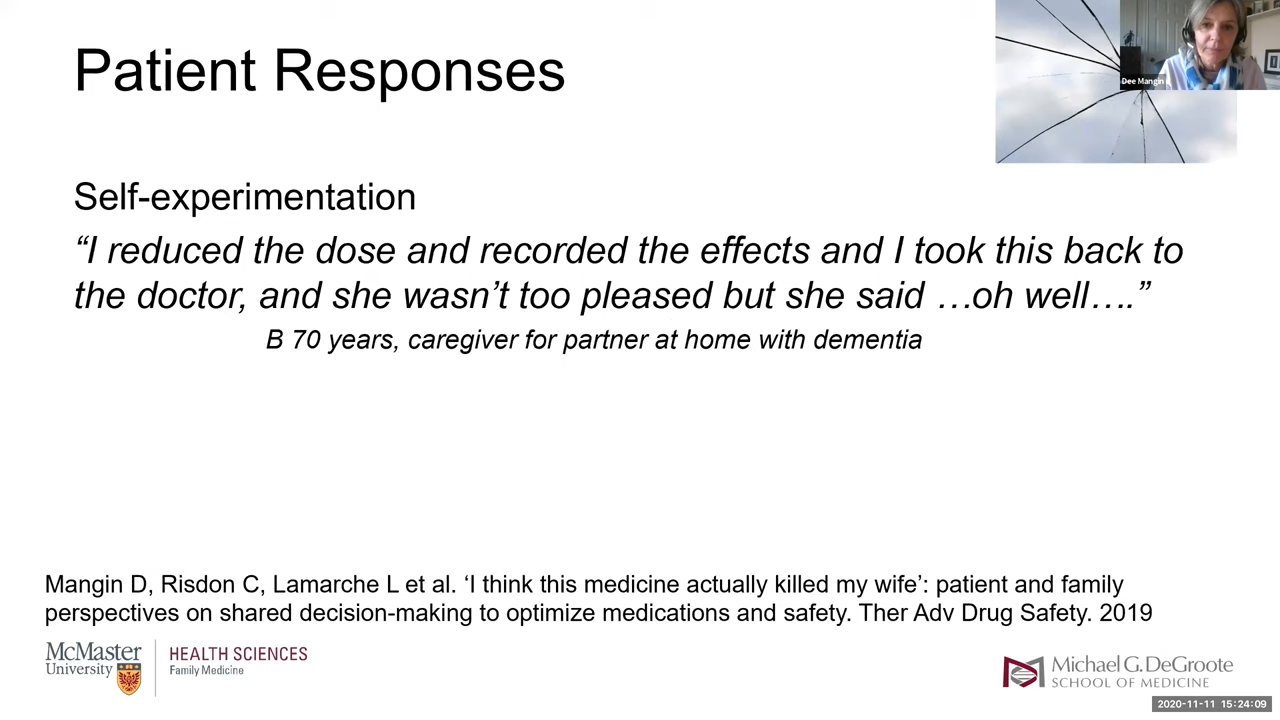 Patient Responses
Dee Mangin
Self-experimentation
“I reduced the dose and recorded the effects and I took this back to
the doctor, and she wasn’t too pleased but she said …oh well….”
B 70 years, caregiver for partner at home with dementia
Mangin D, Risdon C, Lamarche L et al. ‘I think this medicine actually killed my wife’: patient and family
perspectives on shared decision-making to optimize medications and safety. Ther Adv Drug Safety. 2019
McMaster
University
HEALTH SCIENCES
Family Medicine
Michael G. DeGroote
SCHOOL OF MEDICINE
2020-11-11 15:24:09